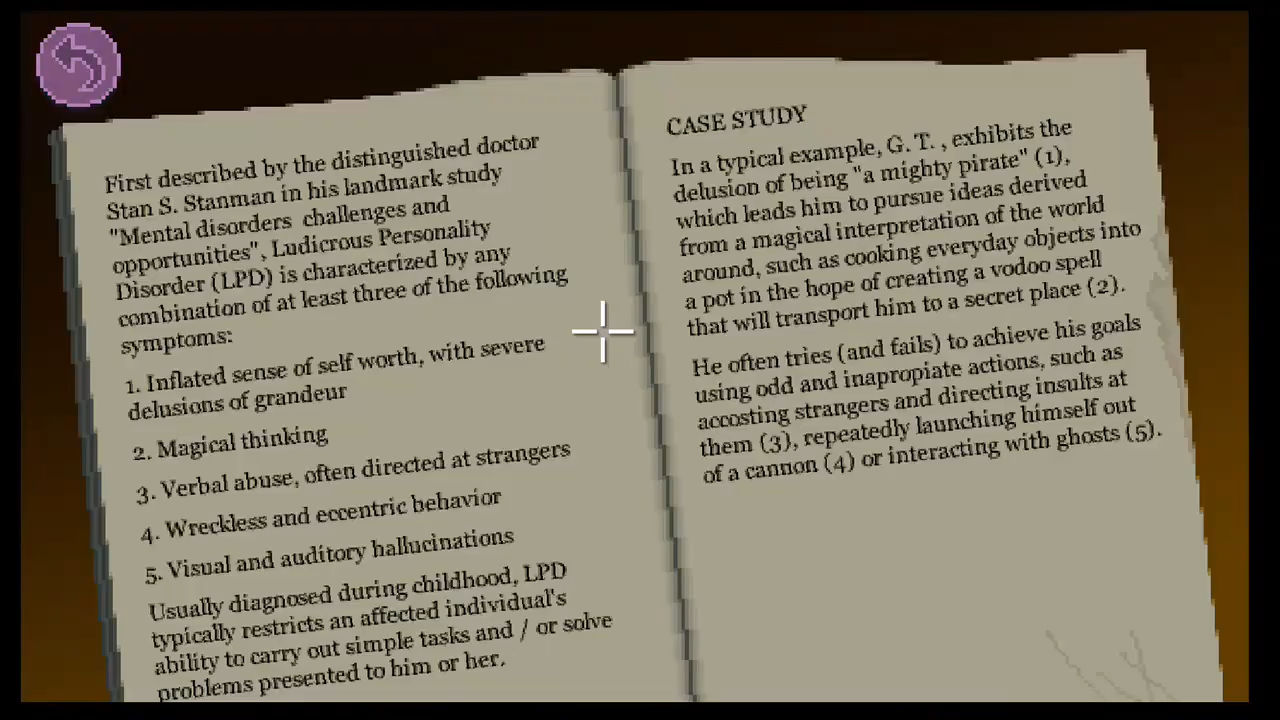 First described by the distinguished doctor
Stan S. Stanman in his landmark study
"Mental disorders  challenges and
opportunities", Ludicrous Personality
Disorder (LPD) is characterized by any
combination of at least three of the following
symptoms:
1. Inflated sense of self worth, with severe
delusions of grandeur
2. Magical thinking
3. Verbal abuse, often directed at strangers
4. Wreckless and eccentric behavior
5. Visual and auditory hallucinations
Usually diagnosed during childhood, LPD
typically restricts an affected individual's
ability to carry out simple tasks and / or solve
problems presented to him or her.
CASE STUDY
In a typical example, G. T. , exhibits the
delusion of being "a mighty pirate" (1),
which leads him to pursue ideas derived
from a magical interpretation of the world
around, such as cooking everyday objects into
a pot in the hope of creating a vodoo spell
that will transport him to a secret place (2).
He often tries (and fails) to achieve his goals
using odd and inapropiate actions, such as
accosting strangers and directing insults at
them (3), repeatedly launching himself out
of a cannon (4) or interacting with ghosts (5).